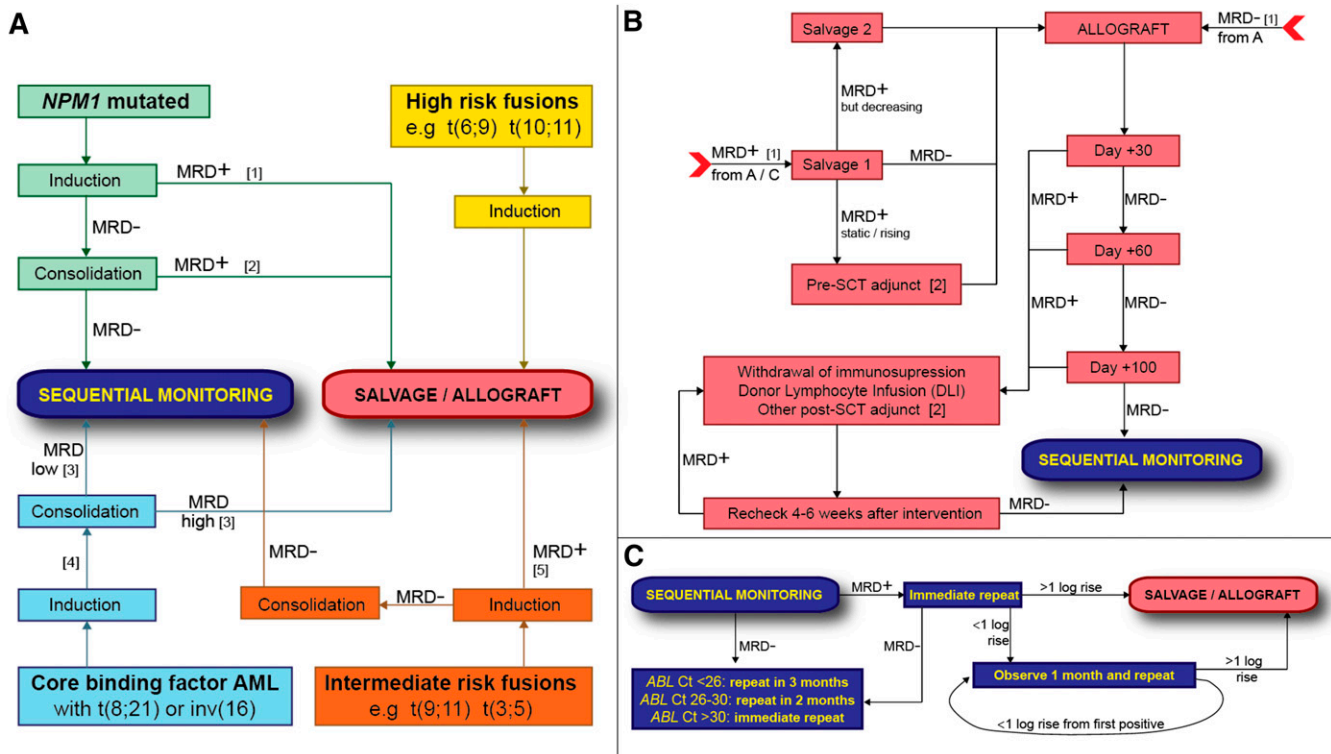 A
NPM1 mutated
High risk fusions
e.g t(6;9) t(10;11)
Induction
MRD+ [1]
Induction
MRD-
Consolidation
MRD+ [2]
MRD-
SEQUENTIAL MONITORING
SALVAGE / ALLOGRAFT
MRD
low [3]
Consolidation
MRD
high [3]
[4]
MRD-
MRD+
[5]
Induction
Consolidation
MRD-
Induction
Core binding factor AML
with t(8;21) or inv(16)
Intermediate risk fusions
e.g t(9;11) t(3;5)
B
Salvage 2
ALLOGRAFT
MRD- [1]
from A
MRD+
but decreasing
MRD+ [1]
from A / C
Salvage 1
MRD-
Day +30
MRD+
static / rising
MRD+
MRD-
Day +60
Pre-SCT adjunct [2]
MRD+
MRD-
Day +100
Withdrawal of immunosupression
Donor Lymphocyte Infusion (DLI)
Other post-SCT adjunct [2]
MRD-
MRD+
SEQUENTIAL MONITORING
Recheck 4-6 weeks after intervention
MRD-
C
SEQUENTIAL MONITORING
MRD+
Immediate repeat
>1 log rise
SALVAGE / ALLOGRAFT
MRD-
MRD-
<1 log
rise
ABL Ct <26: repeat in 3 months
ABL Ct 26-30: repeat in 2 months
ABL Ct >30: immediate repeat
Observe 1 month and repeat
>1 log
rise
<1 log rise from first positive